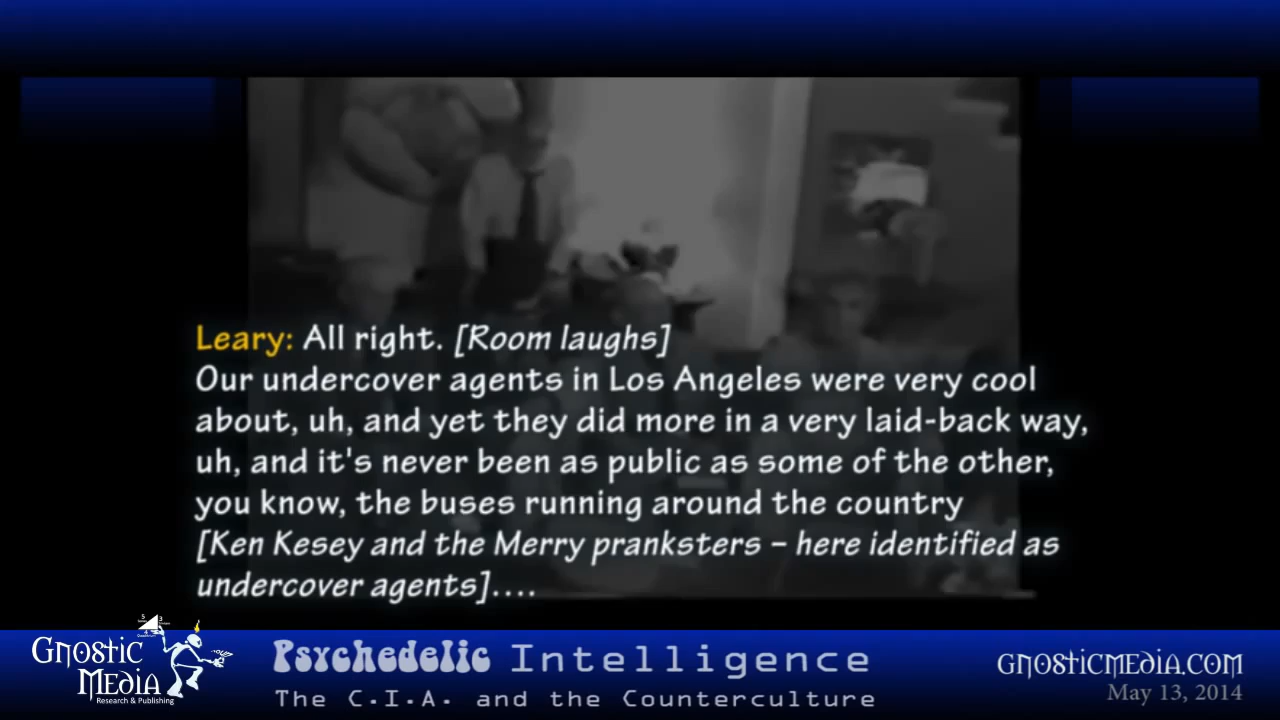 Leary: All right. [Room laughs]
Our undercover agents in Los Angeles were very cool
about, uh, and yet they did more in a very laid-back way,
uh, and it's never been as public as some of the other,
you know, the buses running around the country
[Ken Kesey and the Merry pranksters – here identified as
undercover agents]....
Gnostic
Media
Research & Publishing
Psychedelic Intelligence
The C.I.A. and the Counterculture
GNOSTICMEDIA.COM
May 13, 2014